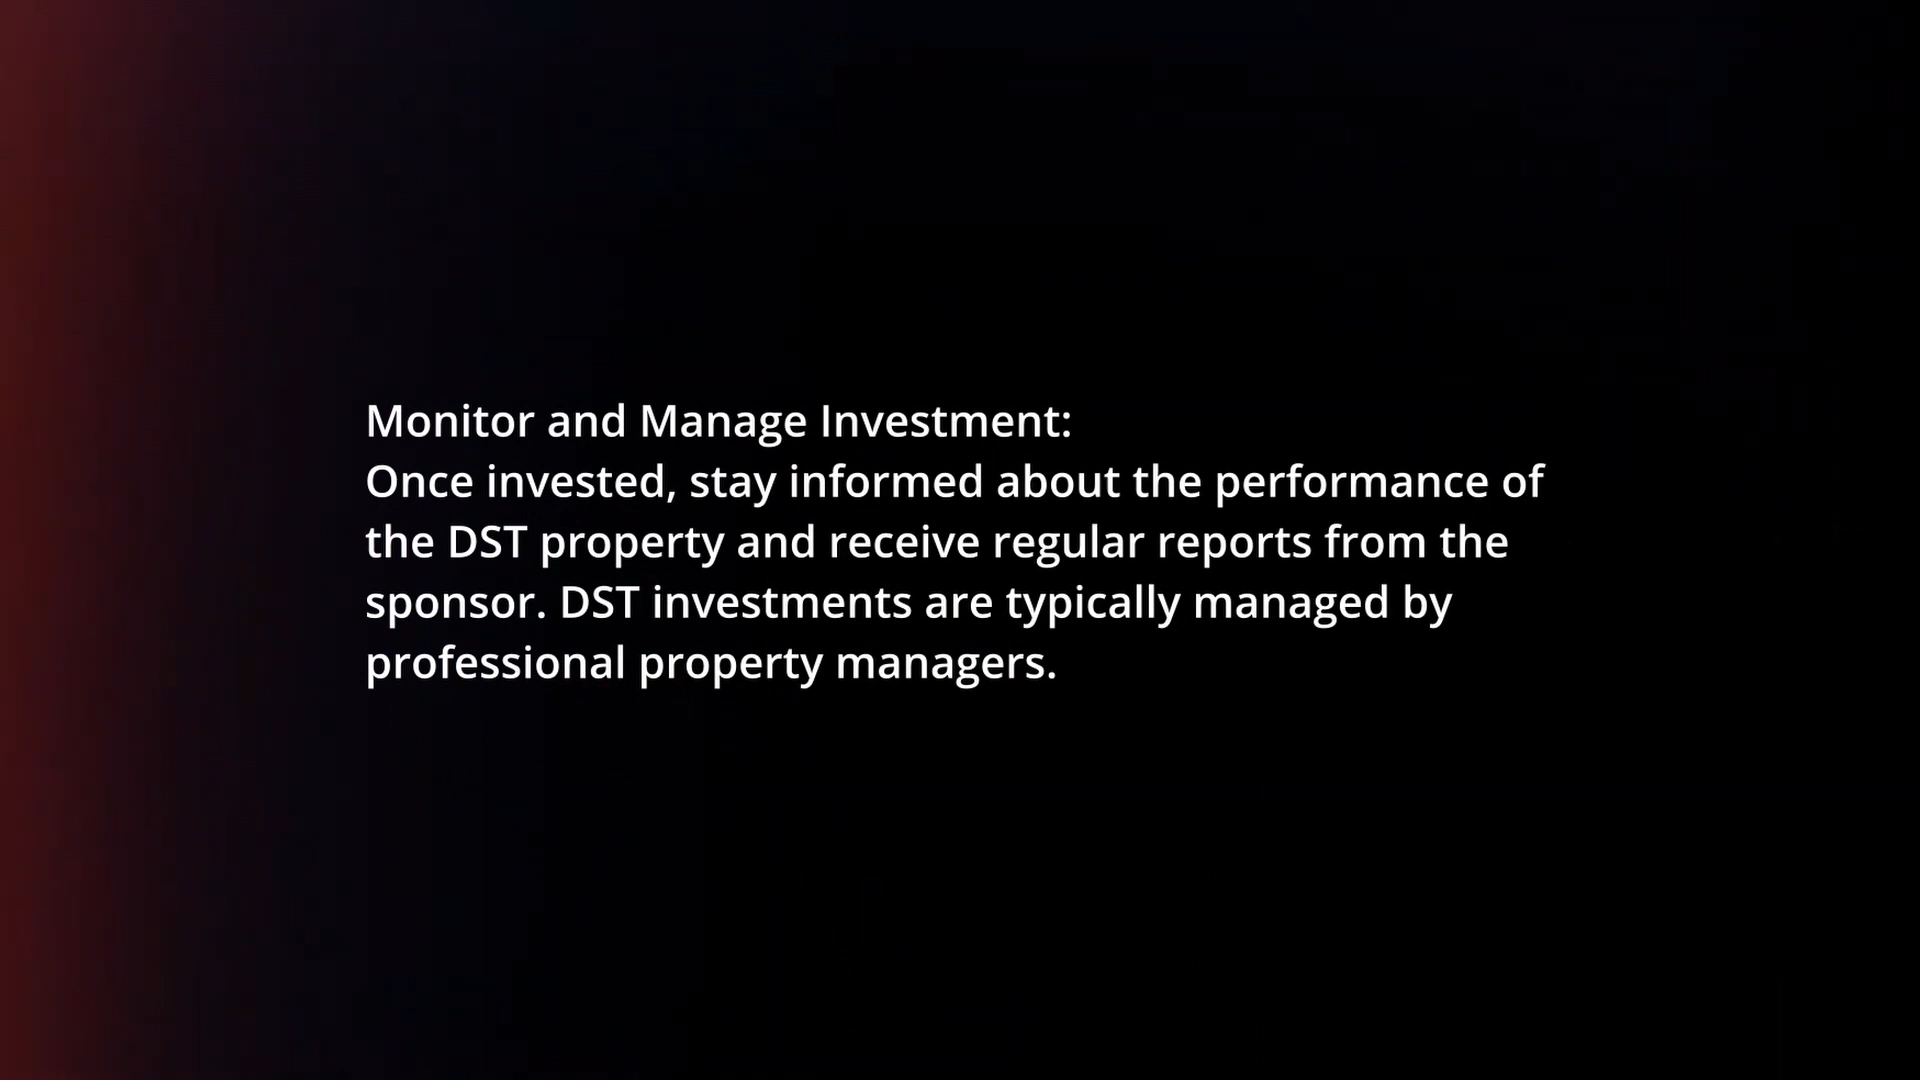 Monitor and Manage Investment:
Once invested, stay informed about the performance of
the DST property and receive regular reports from the
sponsor. DST investments are typically managed by
professional property managers.